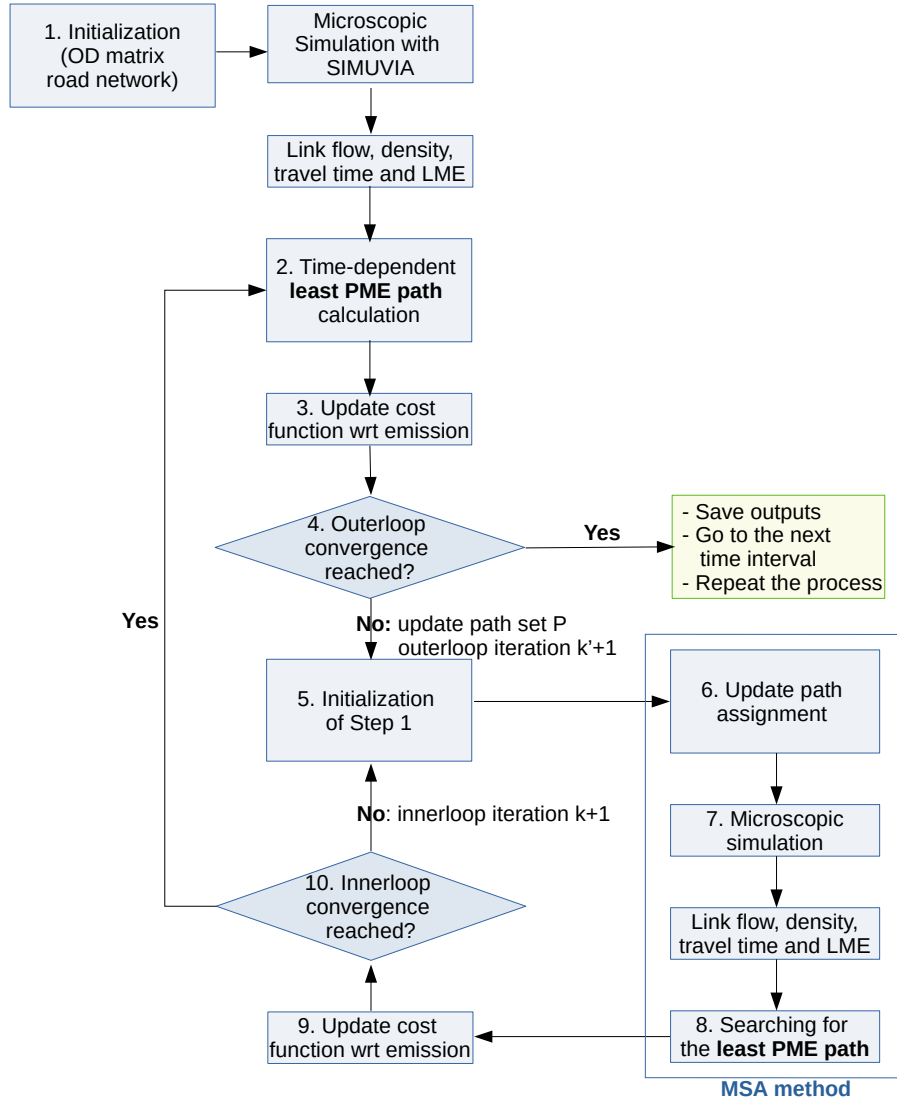 1. Initialization
(OD matrix
road network)
Microscopic
Simulation with
SIMUVIA
Link flow, density,
travel time and LME
2. Time-dependent
least PME path
calculation
3. Update cost
function wrt emission
4. Outerloop
convergence
reached?
Yes
- Save outputs
- Go to the next
time interval
- Repeat the process
Yes
No: update path set P
outerloop iteration k'+1
5. Initialization
of Step 1
6. Update path
assignment
No: innerloop iteration k+1
7. Microscopic
simulation
10. Innerloop
convergence
reached?
Link flow, density,
travel time and LME
9. Update cost
function wrt emission
8. Searching for
the least PME path
MSA method